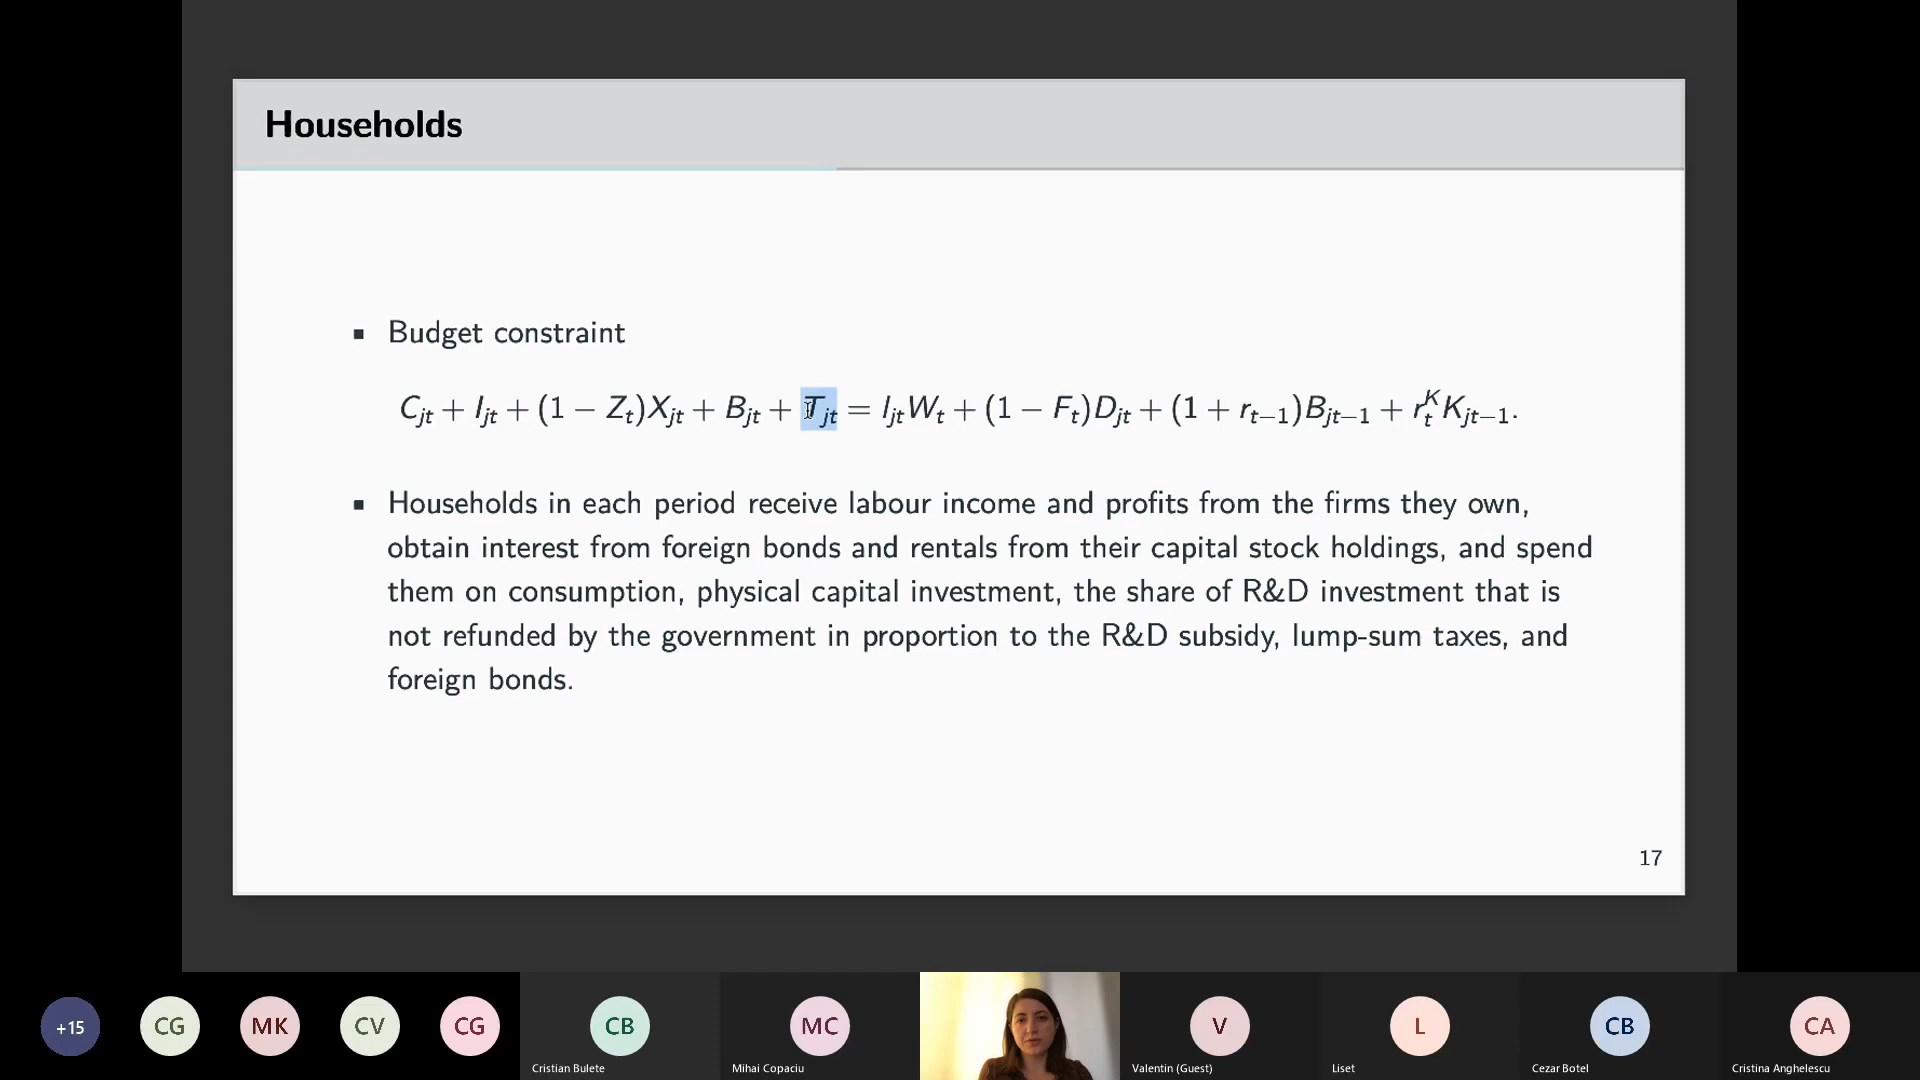 Households
▪ Budget constraint
C_{jt} + I_{jt} + (1 − Z_t)X_{jt} + B_{jt} + T_{jt} = l_{jt}W_t + (1 − F_t)D_{jt} + (1 + r_{t−1})B_{jt−1} + r_t^K K_{jt−1}.
▪ Households in each period receive labour income and profits from the firms they own,
obtain interest from foreign bonds and rentals from their capital stock holdings, and spend
them on consumption, physical capital investment, the share of R&D investment that is
not refunded by the government in proportion to the R&D subsidy, lump-sum taxes, and
foreign bonds.
17
+15 CG MK CV CG CB MC V L CB CA
Cristian Bulete Mihai Copaciu Valentin (Guest) Liset Cezar Botel Cristina Anghelescu